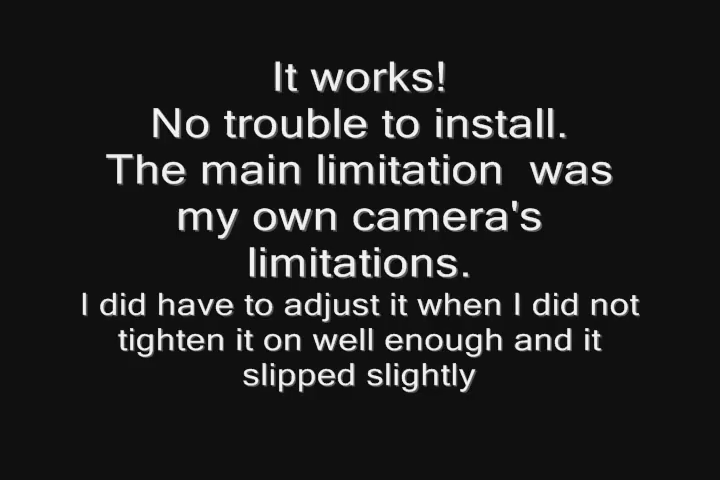 It works!
No trouble to install.
The main limitation  was
my own camera's
limitations.
I did have to adjust it when I did not
tighten it on well enough and it
slipped slightly